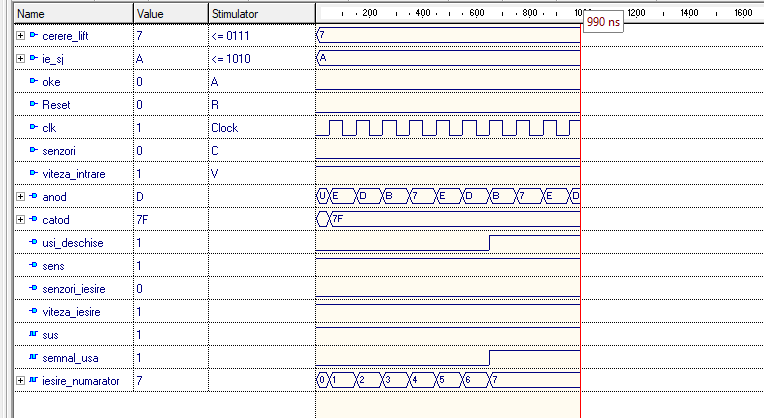 Name Value Stimulator 200 400 600 800 1000 1200 1400 1600
990 ns
cerere_lift 7 <= 0111 7
ie_sj A <= 1010 A
oke 0 A
Reset 0 R
clk 1 Clock
senzori 0 C
viteza_intrare 1 V
anod D U E D B 7 E D B 7 E D
catod 7F 7F
usi_deschise 1
sens 1
senzori_iesire 0
viteza_iesire 1
sus 1
semnal_usa 1
iesire_numarator 7 0 1 2 3 4 5 6 7